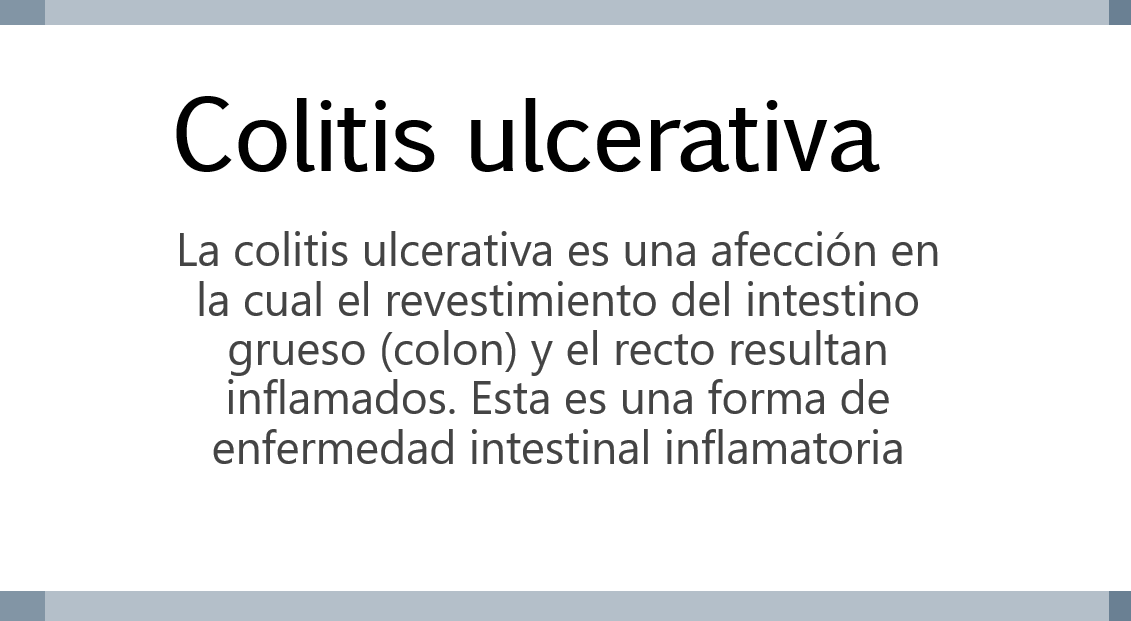 Colitis ulcerativa
La colitis ulcerativa es una afección en
la cual el revestimiento del intestino
grueso (colon) y el recto resultan
inflamados. Esta es una forma de
enfermedad intestinal inflamatoria